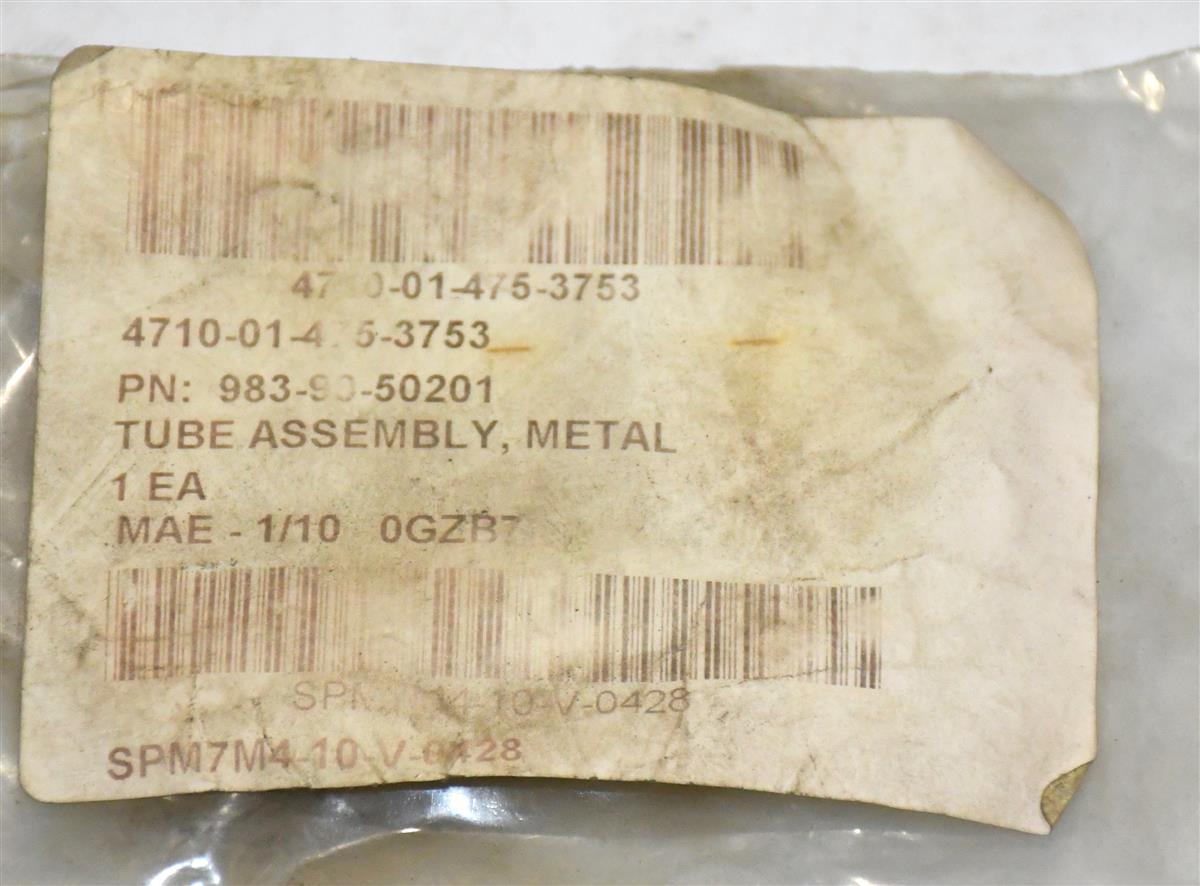 4710-01-475-3753
4710-01-475-3753
PN: 983-90-50201
TUBE ASSEMBLY, METAL
1 EA
MAE - 1/10 0GZB7
SPM7M4-10-V-0428
SPM7M4-10-V-0428